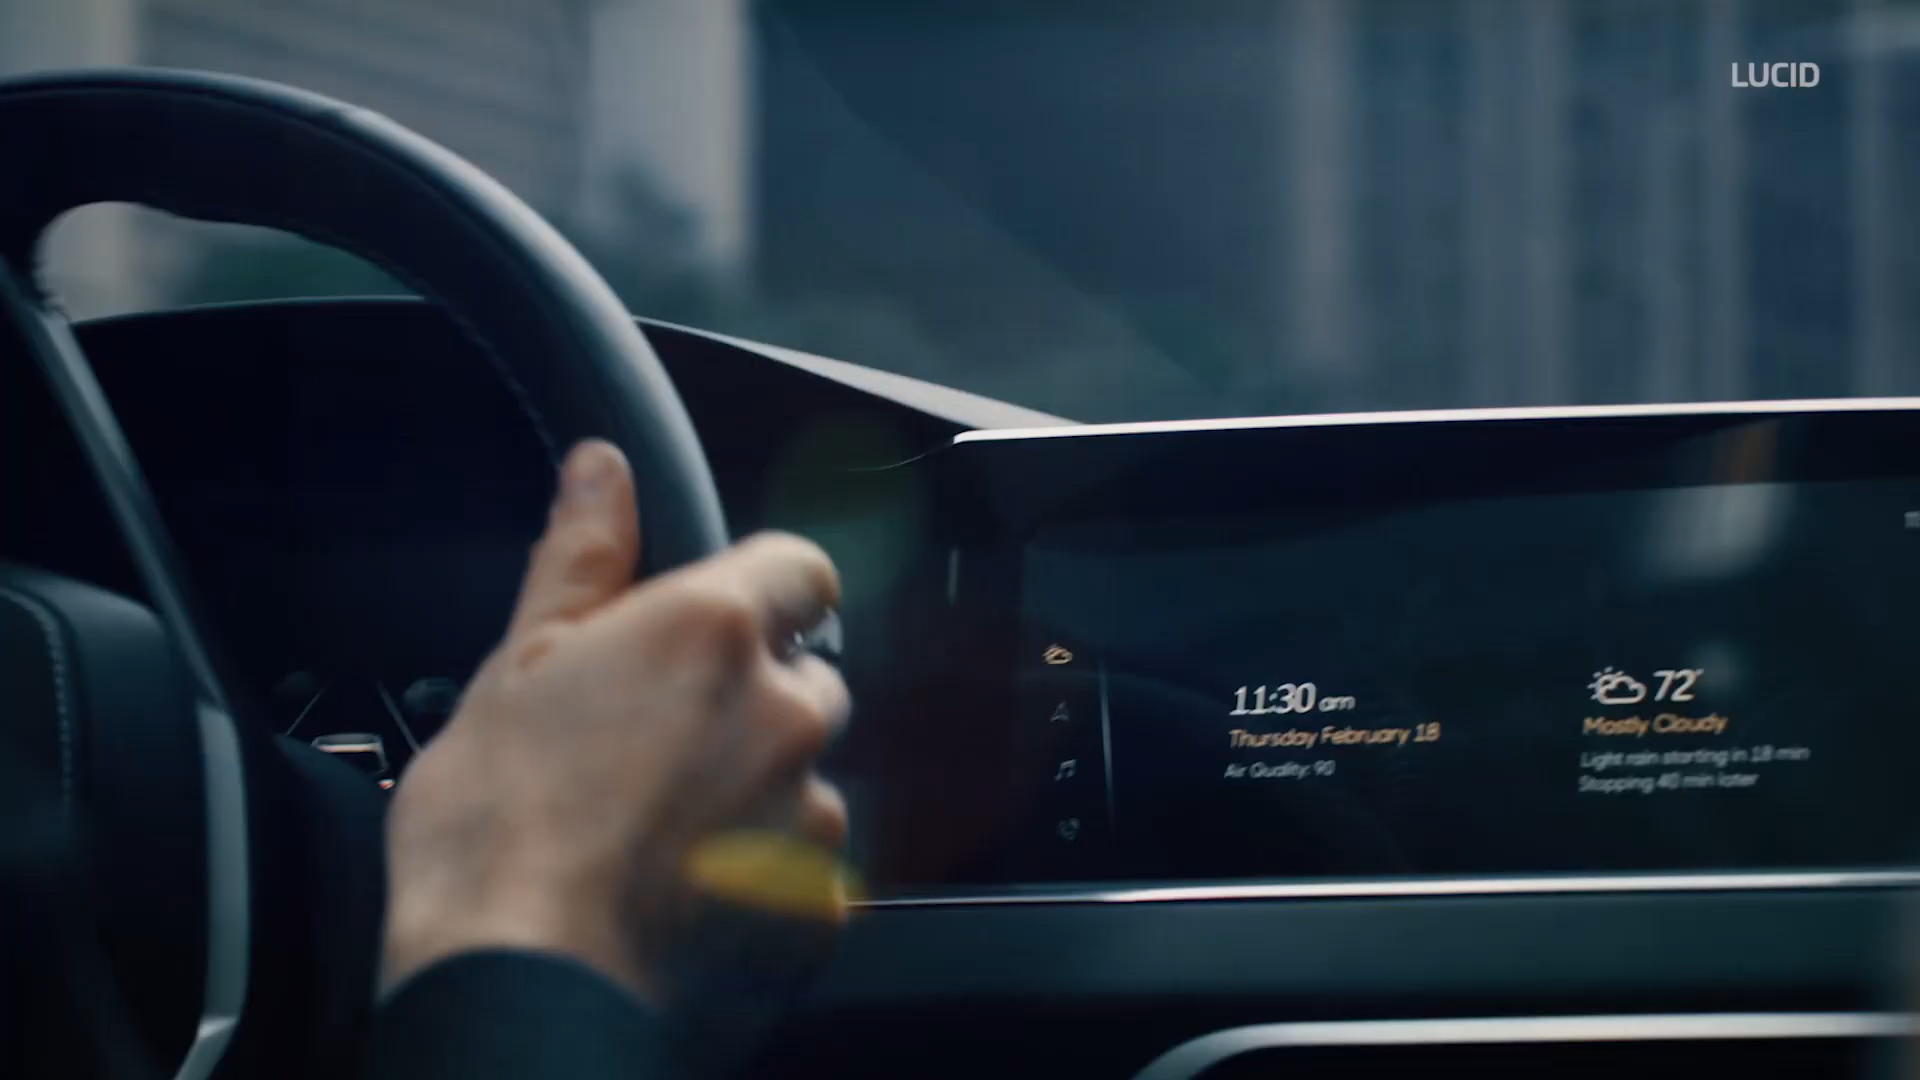 LUCID
11:30 am
Thursday February 18
Air Quality: 90
72°
Mostly Cloudy
Light rain starting in 18 min
Stopping 40 min later